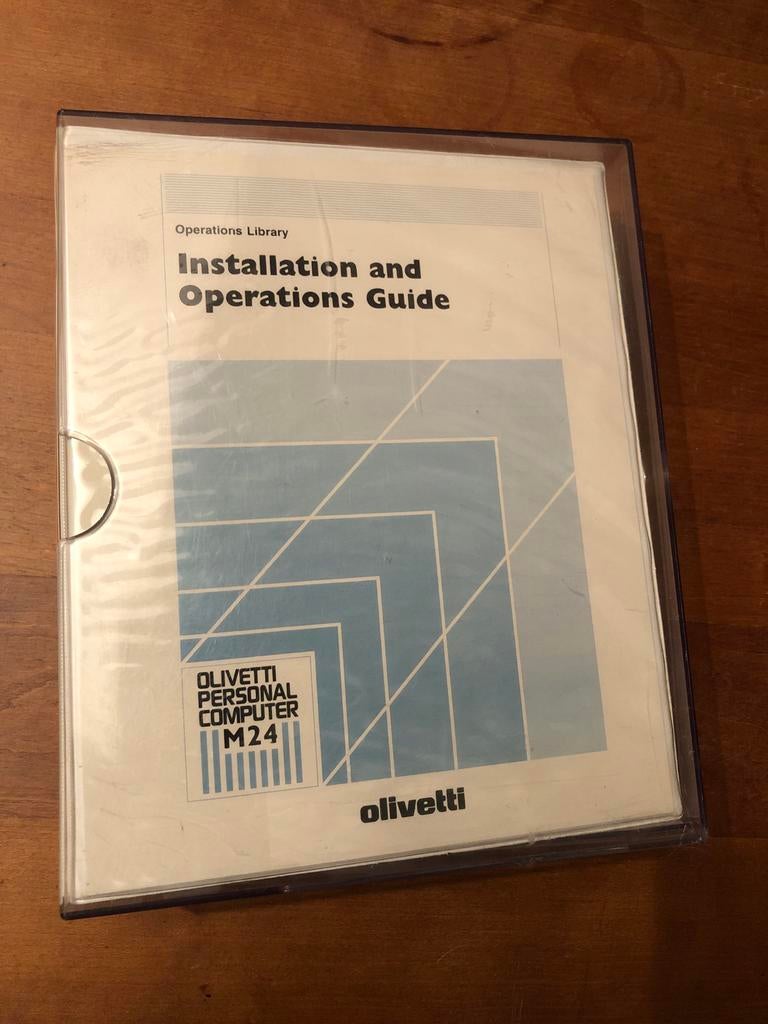 Operations Library
Installation and
Operations Guide
OLIVETTI
PERSONAL
COMPUTER
M24
olivetti